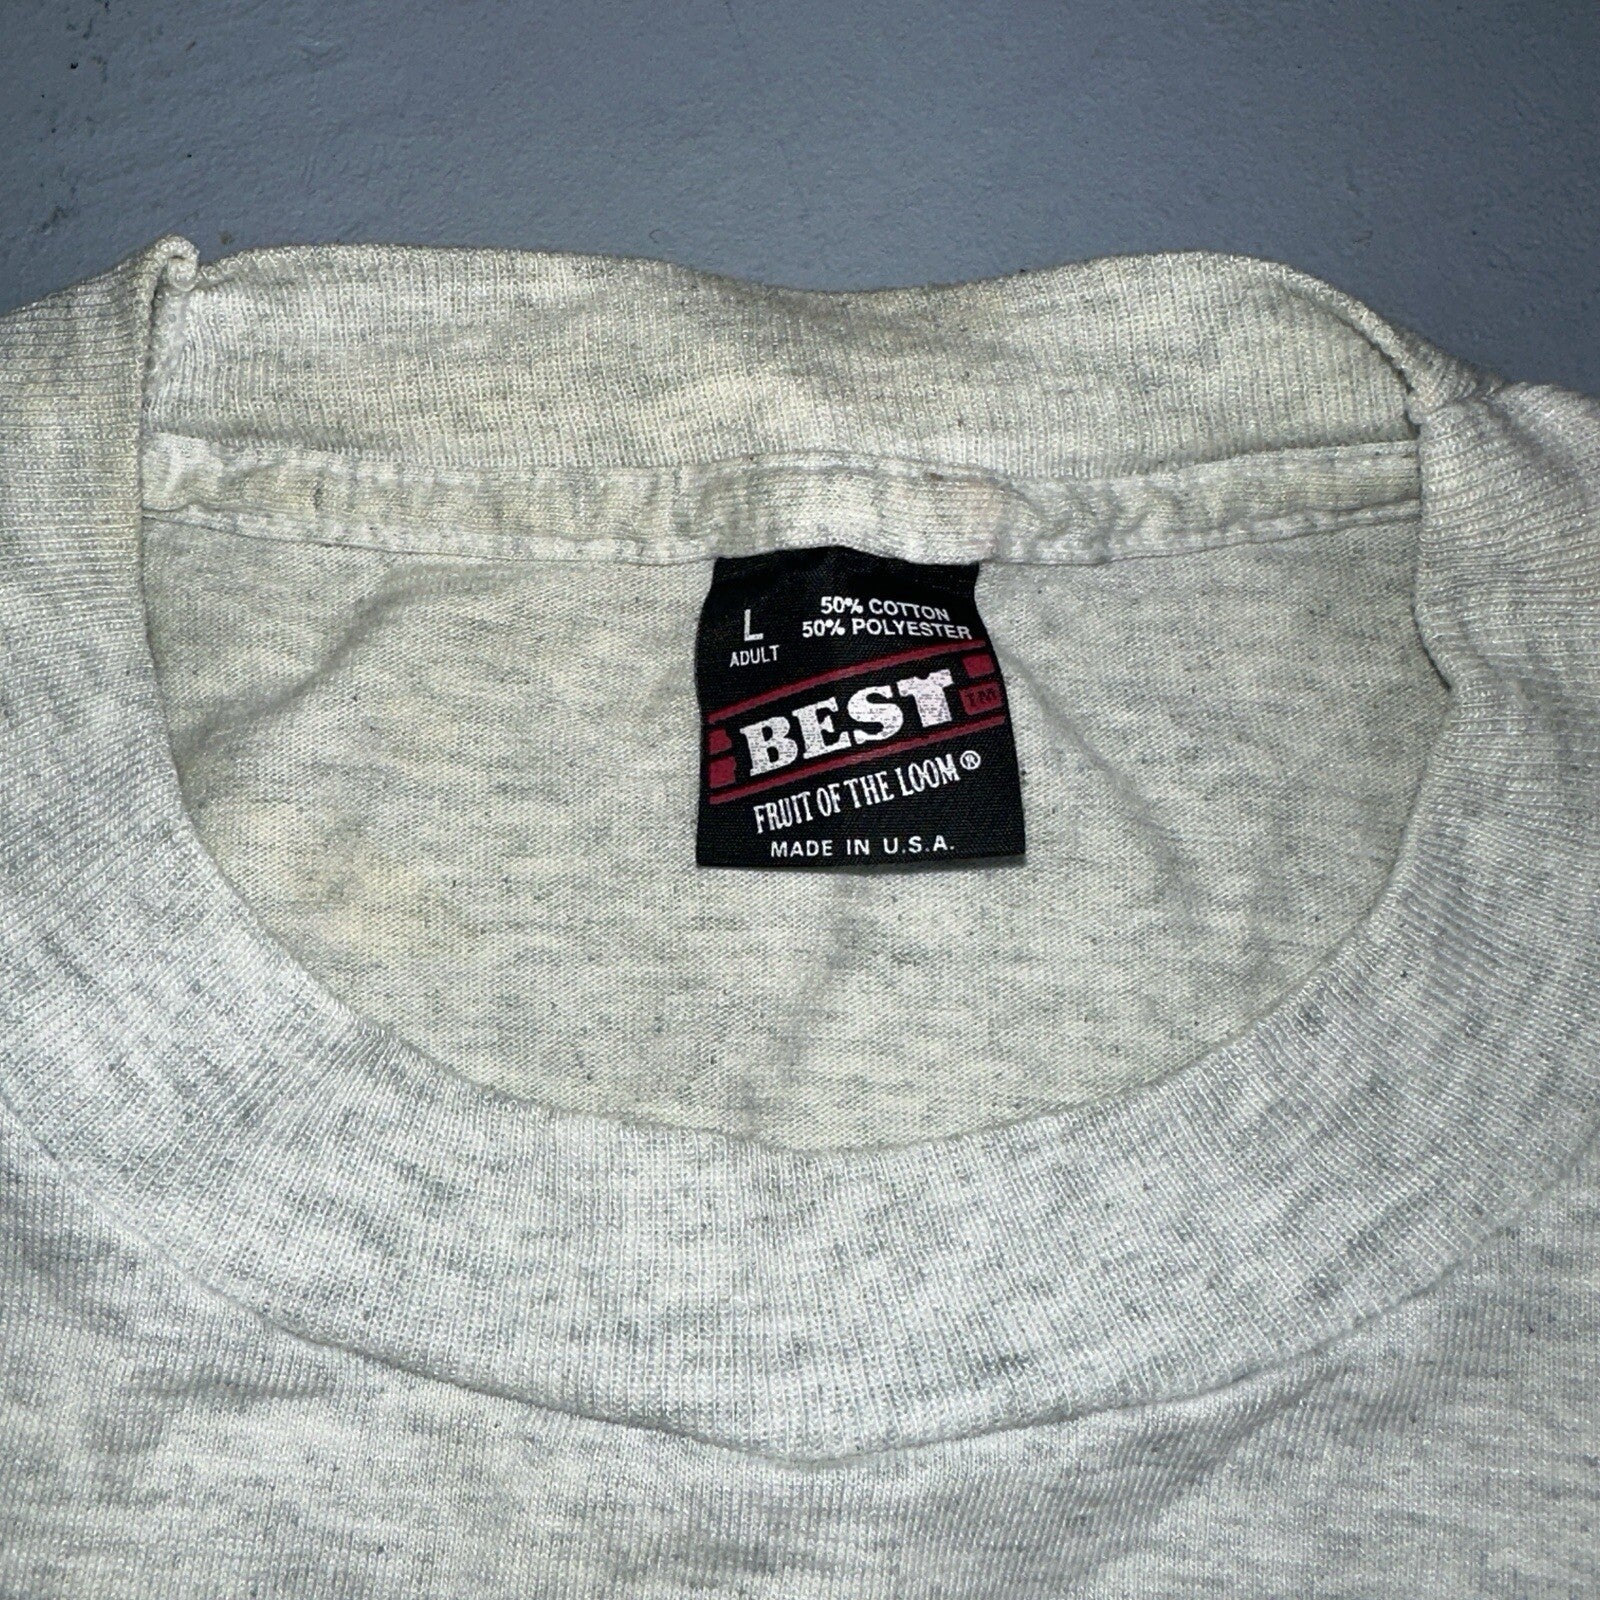 L
ADULT
50% COTTON
50% POLYESTER
BEST TM
FRUIT OF THE LOOM®
MADE IN U.S.A.